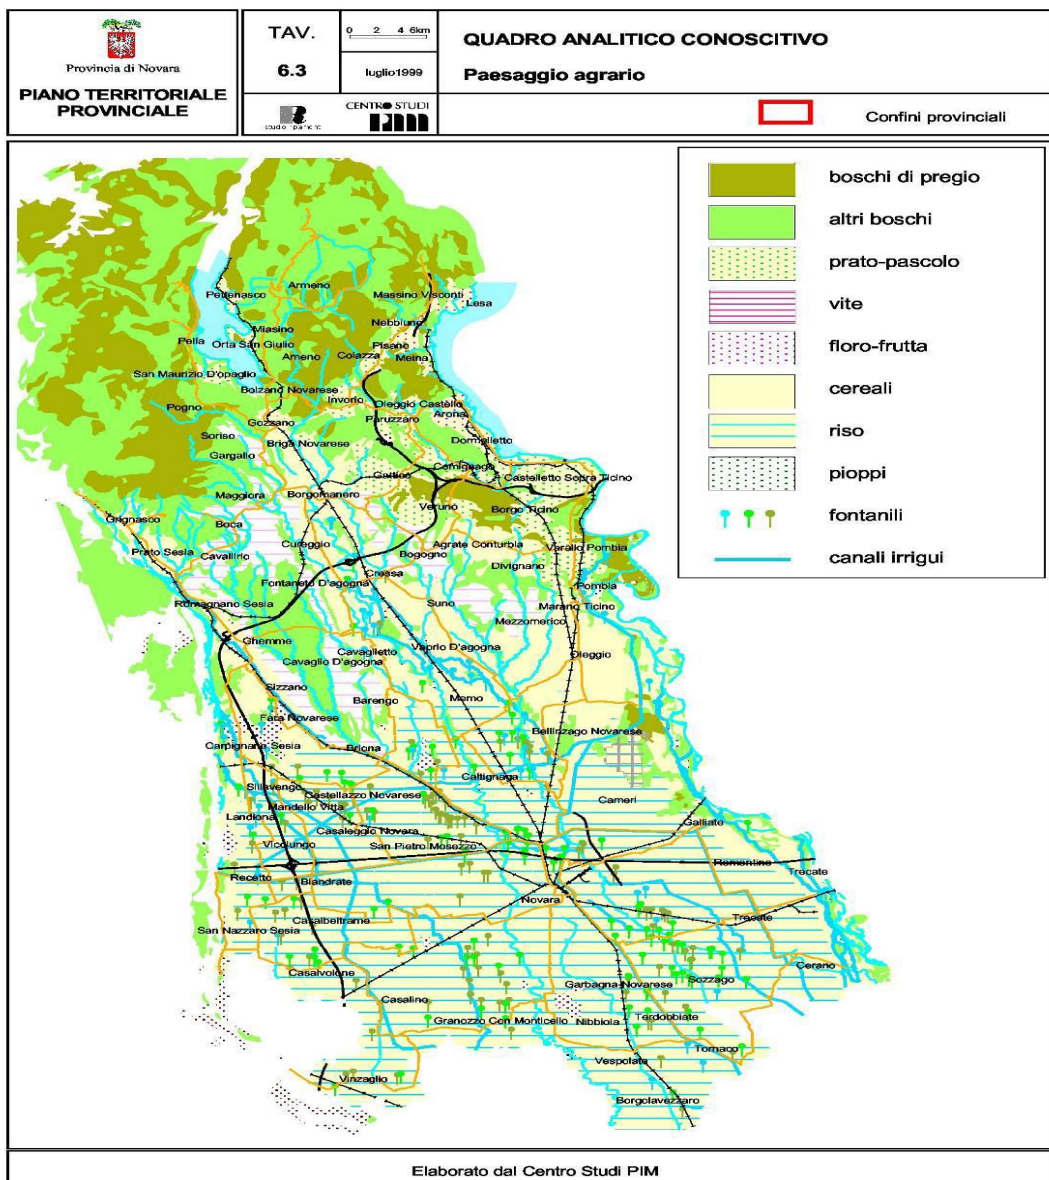 Provincia di Novara
PIANO TERRITORIALE
PROVINCIALE
TAV.
6.3
0 2 4 6km
luglio1999
CENTRO STUDI
PIM
QUADRO ANALITICO CONOSCITIVO
Paesaggio agrario
Confini provinciali
boschi di pregio
altri boschi
prato-pascolo
vite
floro-frutta
cereali
riso
pioppi
fontanili
canali irrigui
Pettenasco
Armeno
Massino Visconti
Lesa
Nebbiuno
Miasino
Pella
Orta San Giulio
Pisano
Ameno
Colazza
Meina
San Maurizio D'opaglio
Bolzano Novarese
Invorio
Oleggio Castello
Pogno
Arona
Paruzzaro
Gozzano
Soriso
Briga Novarese
Dormelletto
Gargallo
Gattico
Comignago
Castelletto Sopra Ticino
Maggiora
Borgomanero
Veruno
Borgo Ticino
Grignasco
Boca
Prato Sesia
Cavallirio
Cureggio
Bogogno
Agrate Conturbia
Varallo Pombia
Divignano
Cressa
Fontaneto D'agogna
Pombia
Romagnano Sesia
Suno
Marano Ticino
Mezzomerico
Ghemme
Cavaglietto
Vaprio D'agogna
Cavaglio D'agogna
Oleggio
Sizzano
Barengo
Momo
Fara Novarese
Bellinzago Novarese
Carpignano Sesia
Briona
Caltignaga
Sillavengo
Castellazzo Novarese
Cameri
Mandello Vitta
Landiona
Casaleggio Novara
Galliate
Vicolungo
San Pietro Mosezzo
Romentino
Recetto
Biandrate
Trecate
Novara
Casalbeltrame
Trecate
San Nazzaro Sesia
Casalvolone
Cerano
Garbagna Novarese
Sozzago
Casalino
Granozzo Con Monticello
Nibbiola
Terdobbiate
Tornaco
Vespolate
Vinzaglio
Borgolavezzaro
Elaborato dal Centro Studi PIM